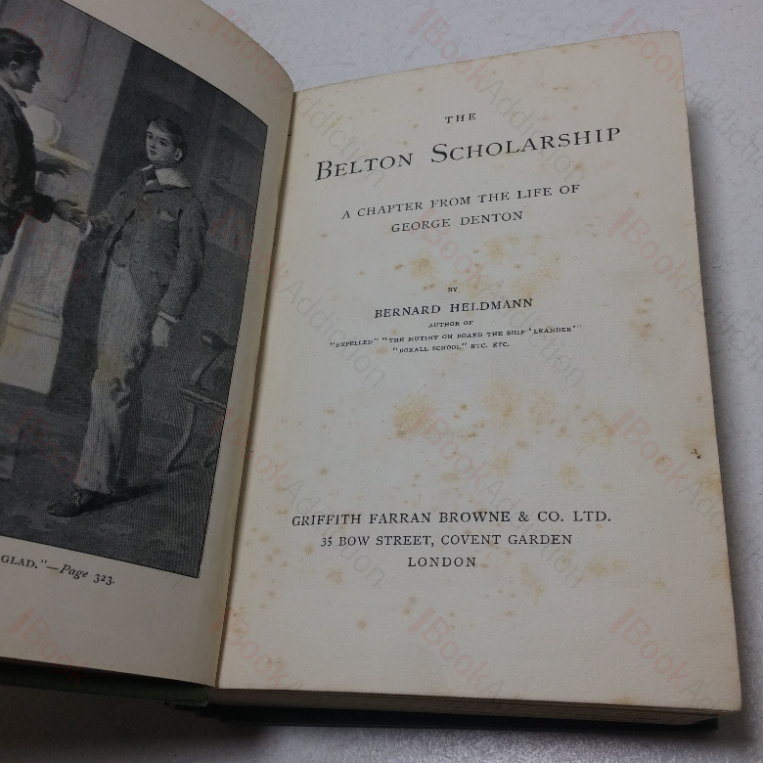 GLAD."—Page 323.
THE
BELTON SCHOLARSHIP
A CHAPTER FROM THE LIFE OF
GEORGE DENTON
BY
BERNARD HELDMANN
AUTHOR OF
"EXPELLED" "THE MUTINY ON BOARD THE SHIP 'LEANDER'"
"BOXALL SCHOOL," ETC. ETC.
GRIFFITH FARRAN BROWNE & CO. LTD.
35 BOW STREET, COVENT GARDEN
LONDON
BookAddiction